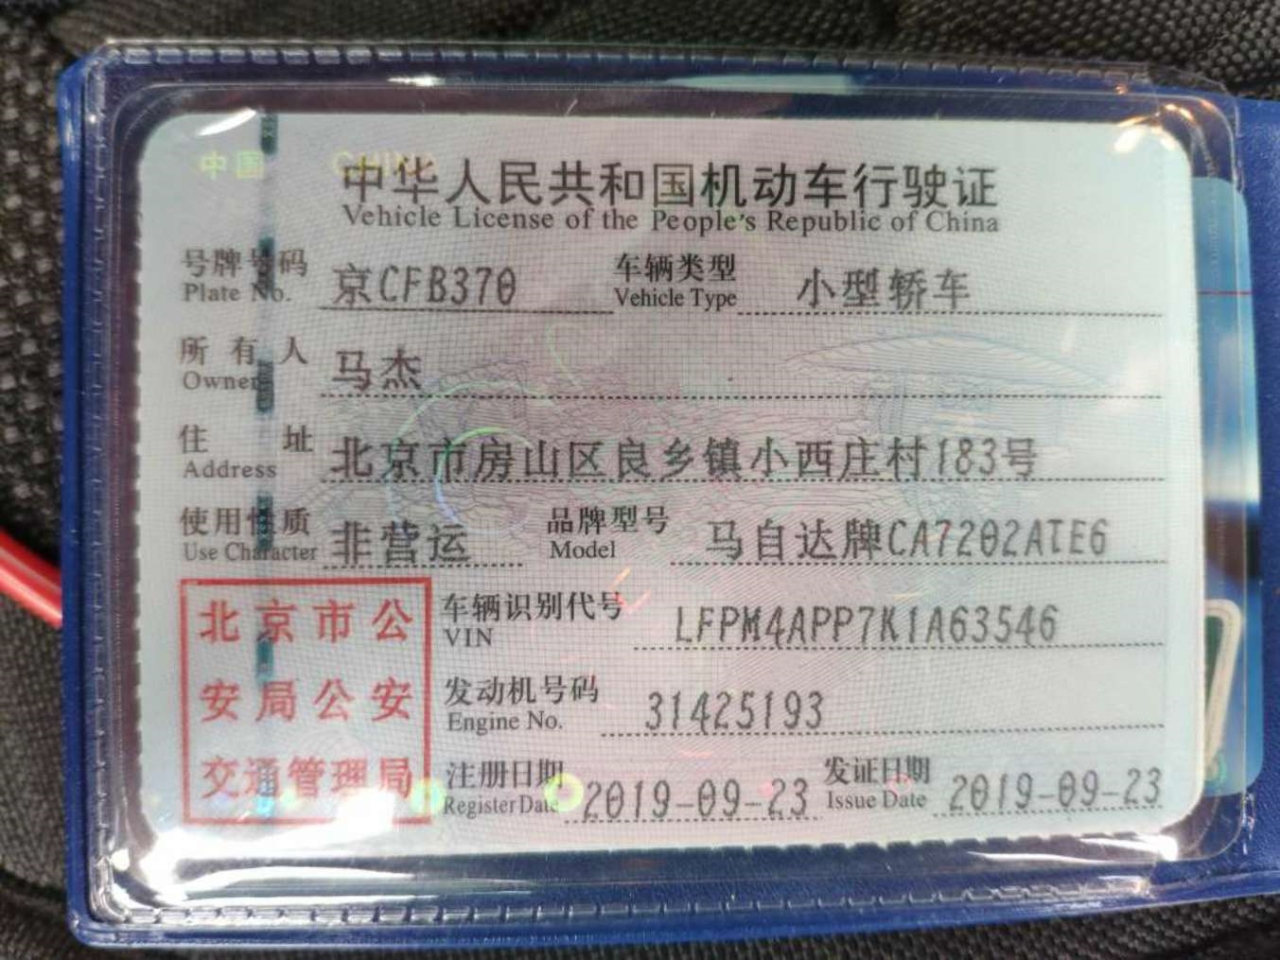 中国 CHINA
中华人民共和国机动车行驶证
Vehicle License of the People's Republic of China
号牌号码 京CFB370 车辆类型 小型轿车
Plate No. Vehicle Type
所有人 马杰
Owner
住址 北京市房山区良乡镇小西庄村183号
Address
使用性质 非营运 品牌型号 马自达牌CA7202ATE6
Use Character Model
北京市公
安局公安
交通管理局
车辆识别代号 LFPM4APP7K1A63546
VIN
发动机号码 31425193
Engine No.
注册日期 2019-09-23 发证日期 2019-09-23
Register Date Issue Date